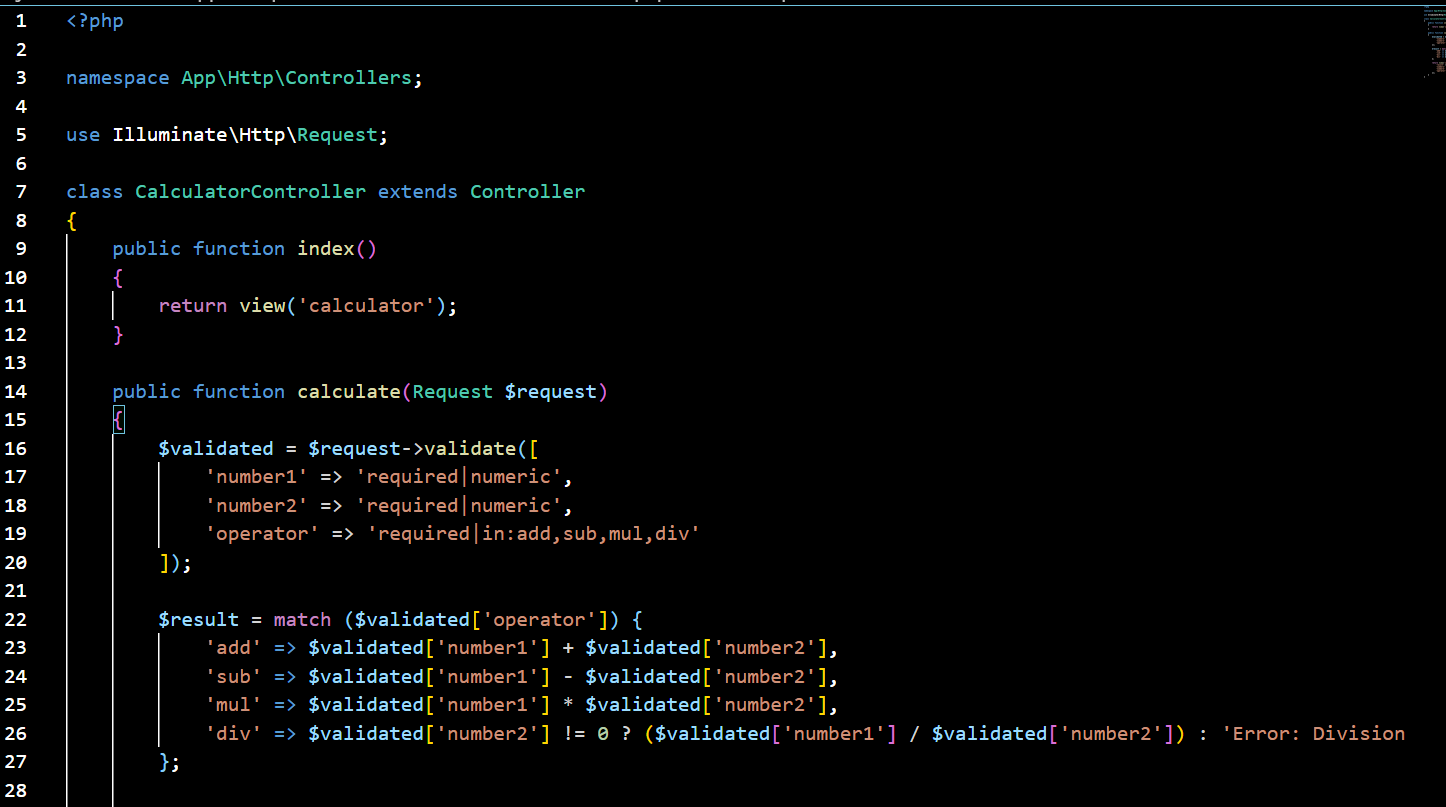 1 <?php
2
3 namespace App\Http\Controllers;
4
5 use Illuminate\Http\Request;
6
7 class CalculatorController extends Controller
8 {
9     public function index()
10     {
11         return view('calculator');
12     }
13
14     public function calculate(Request $request)
15     {
16         $validated = $request->validate([
17             'number1' => 'required|numeric',
18             'number2' => 'required|numeric',
19             'operator' => 'required|in:add,sub,mul,div'
20         ]);
21
22         $result = match ($validated['operator']) {
23             'add' => $validated['number1'] + $validated['number2'],
24             'sub' => $validated['number1'] - $validated['number2'],
25             'mul' => $validated['number1'] * $validated['number2'],
26             'div' => $validated['number2'] != 0 ? ($validated['number1'] / $validated['number2']) : 'Error: Division
27         };
28